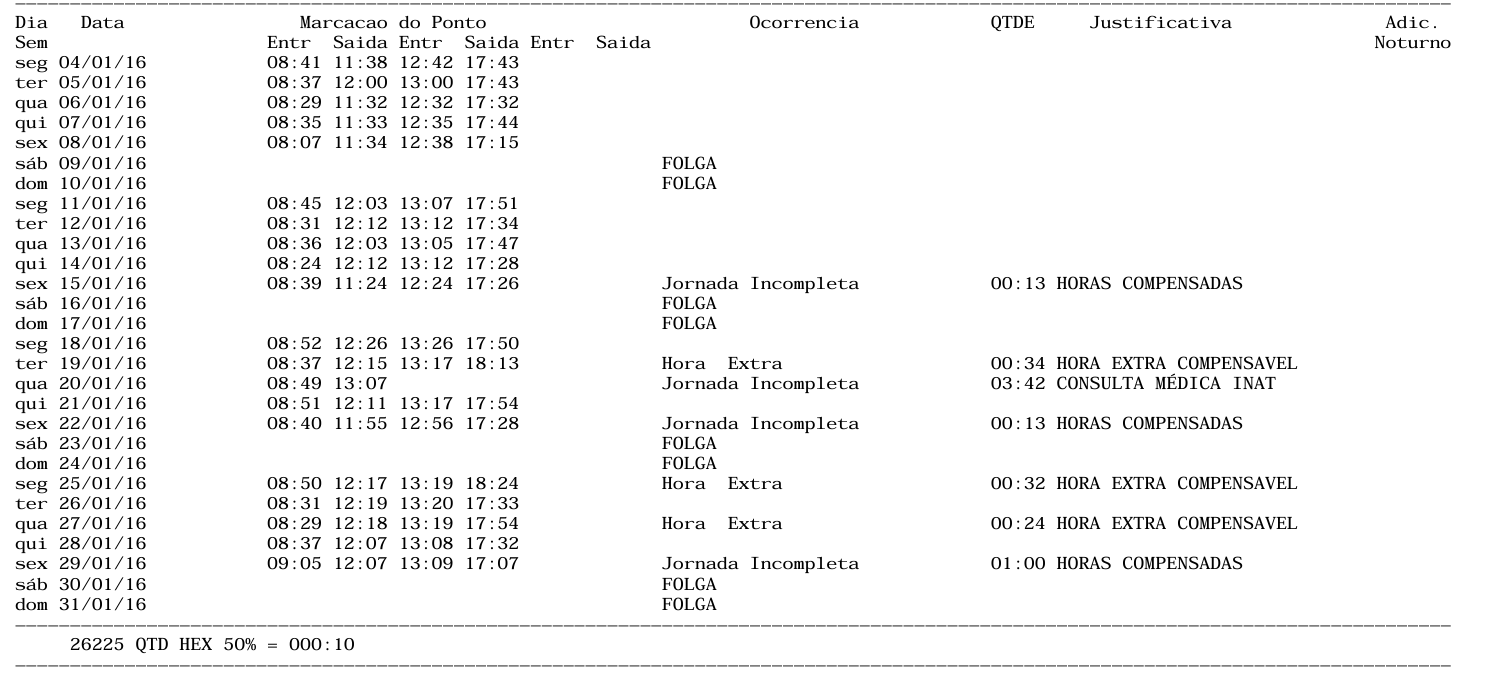 Dia Data Marcacao do Ponto Ocorrencia QTDE Justificativa Adic.
Sem Entr Saida Entr Saida Entr Saida Noturno
seg 04/01/16 08:41 11:38 12:42 17:43
ter 05/01/16 08:37 12:00 13:00 17:43
qua 06/01/16 08:29 11:32 12:32 17:32
qui 07/01/16 08:35 11:33 12:35 17:44
sex 08/01/16 08:07 11:34 12:38 17:15
sáb 09/01/16 FOLGA
dom 10/01/16 FOLGA
seg 11/01/16 08:45 12:03 13:07 17:51
ter 12/01/16 08:31 12:12 13:12 17:34
qua 13/01/16 08:36 12:03 13:05 17:47
qui 14/01/16 08:24 12:12 13:12 17:28
sex 15/01/16 08:39 11:24 12:24 17:26 Jornada Incompleta 00:13 HORAS COMPENSADAS
sáb 16/01/16 FOLGA
dom 17/01/16 FOLGA
seg 18/01/16 08:52 12:26 13:26 17:50
ter 19/01/16 08:37 12:15 13:17 18:13 Hora Extra 00:34 HORA EXTRA COMPENSAVEL
qua 20/01/16 08:49 13:07 Jornada Incompleta 03:42 CONSULTA MÉDICA INAT
qui 21/01/16 08:51 12:11 13:17 17:54
sex 22/01/16 08:40 11:55 12:56 17:28 Jornada Incompleta 00:13 HORAS COMPENSADAS
sáb 23/01/16 FOLGA
dom 24/01/16 FOLGA
seg 25/01/16 08:50 12:17 13:19 18:24 Hora Extra 00:32 HORA EXTRA COMPENSAVEL
ter 26/01/16 08:31 12:19 13:20 17:33
qua 27/01/16 08:29 12:18 13:19 17:54 Hora Extra 00:24 HORA EXTRA COMPENSAVEL
qui 28/01/16 08:37 12:07 13:08 17:32
sex 29/01/16 09:05 12:07 13:09 17:07 Jornada Incompleta 01:00 HORAS COMPENSADAS
sáb 30/01/16 FOLGA
dom 31/01/16 FOLGA
26225 QTD HEX 50% = 000:10